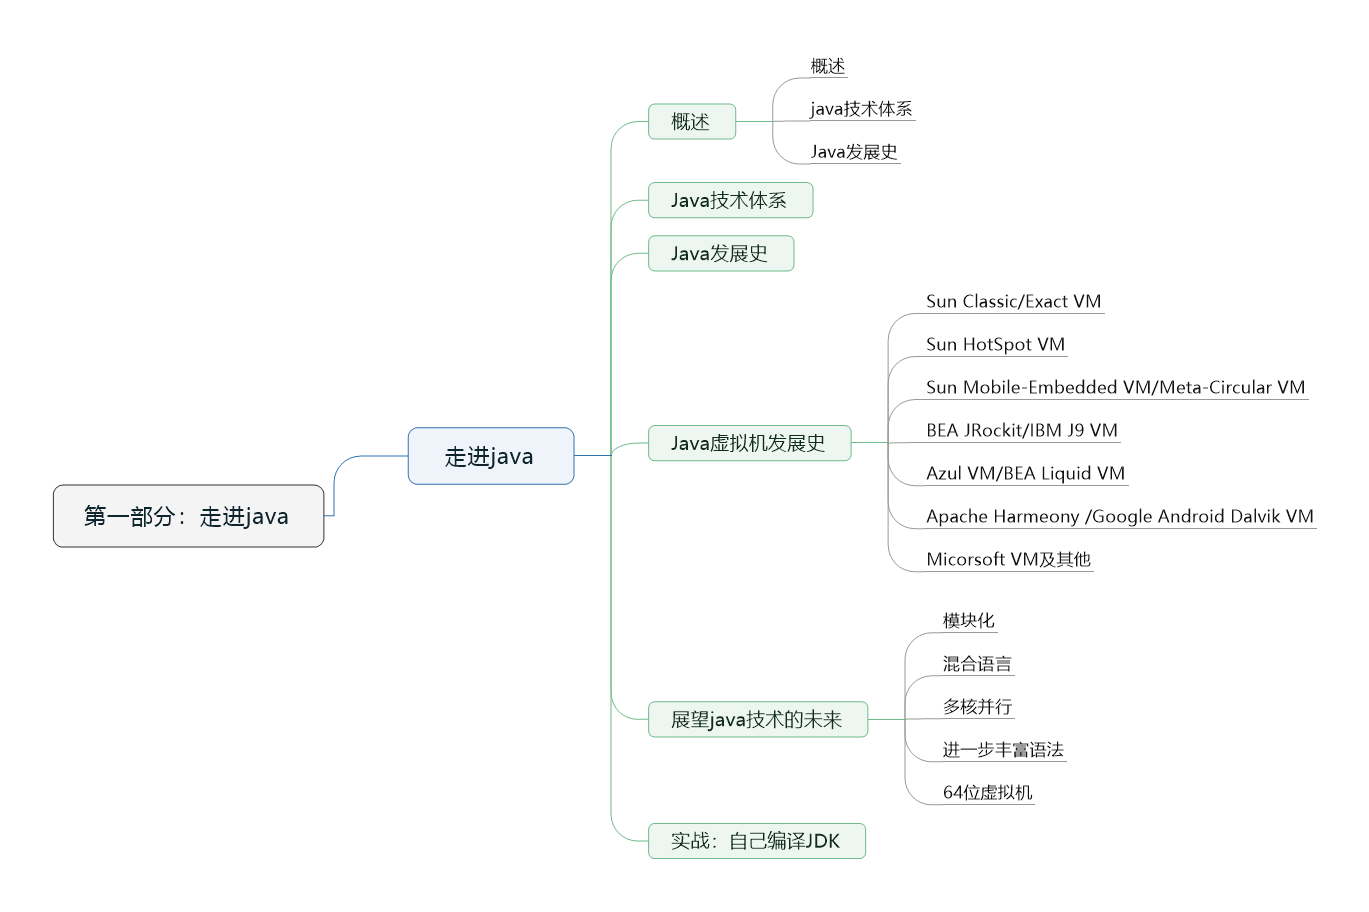 第一部分：走进java
走进java
概述
概述
java技术体系
Java发展史
Java技术体系
Java发展史
Java虚拟机发展史
Sun Classic/Exact VM
Sun HotSpot VM
Sun Mobile-Embedded VM/Meta-Circular VM
BEA JRockit/IBM J9 VM
Azul VM/BEA Liquid VM
Apache Harmeony /Google Android Dalvik VM
Micorsoft VM及其他
展望java技术的未来
模块化
混合语言
多核并行
进一步丰富语法
64位虚拟机
实战：自己编译JDK